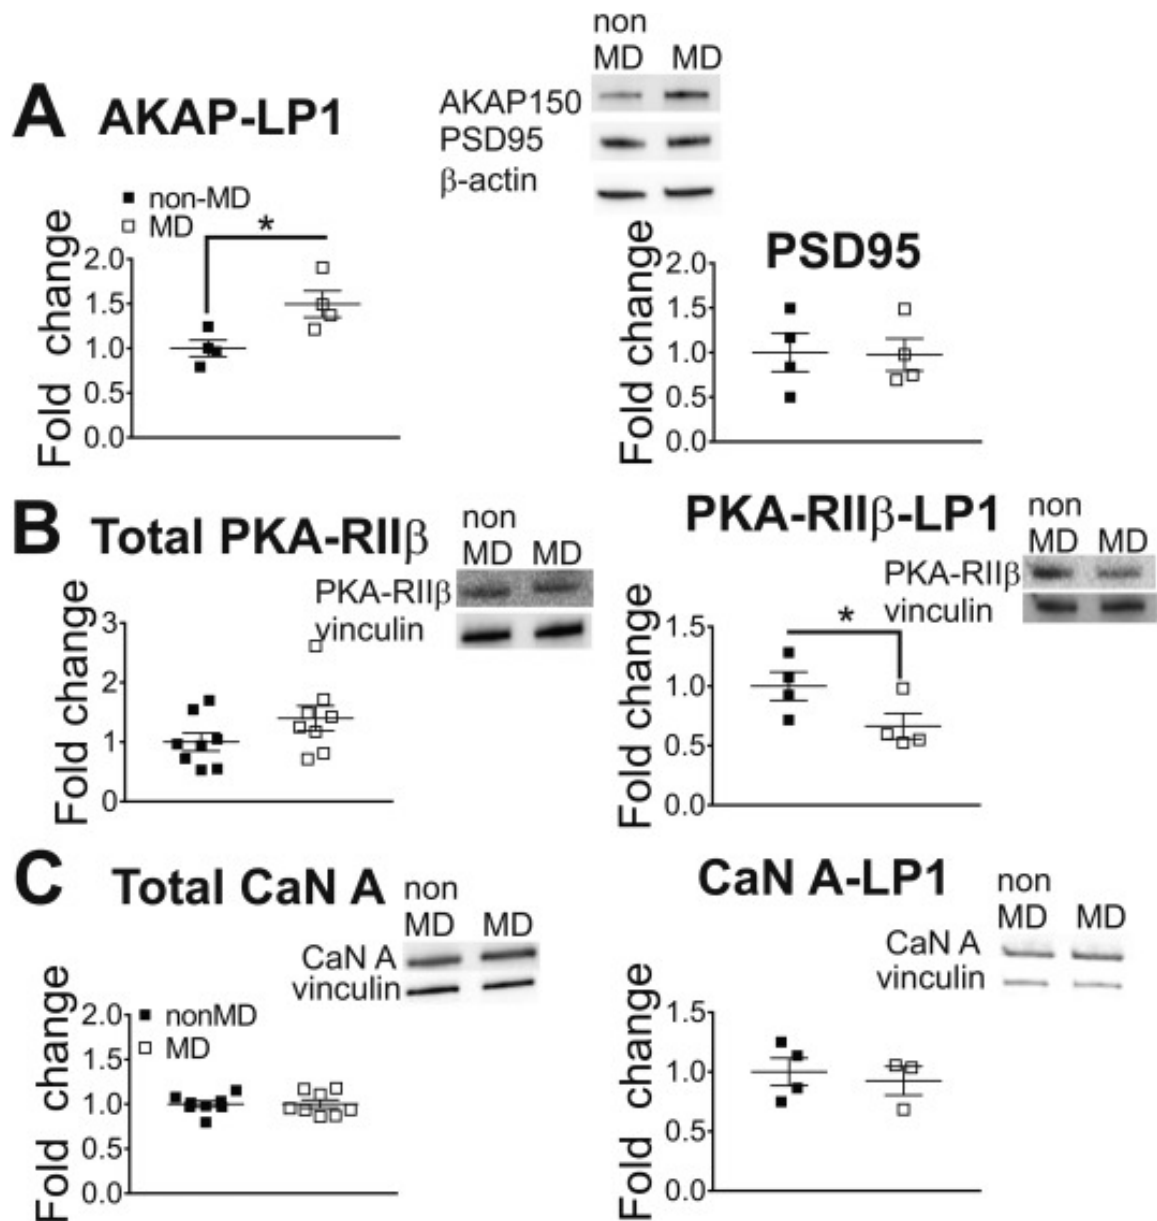 non
MD MD
A AKAP-LP1
AKAP150
PSD95
β-actin
non-MD
MD
*
Fold change
2.0
1.5
1.0
0.5
0.0
PSD95
Fold change
2.0
1.5
1.0
0.5
0.0
B Total PKA-RIIβ
non
MD MD
PKA-RIIβ
vinculin
Fold change
3
2
1
0
PKA-RIIβ-LP1
non
MD MD
PKA-RIIβ
vinculin
*
Fold change
1.5
1.0
0.5
0.0
C Total CaN A
non
MD MD
CaN A
vinculin
nonMD
MD
Fold change
2.0
1.5
1.0
0.5
0.0
CaN A-LP1
non
MD MD
CaN A
vinculin
Fold change
1.5
1.0
0.5
0.0